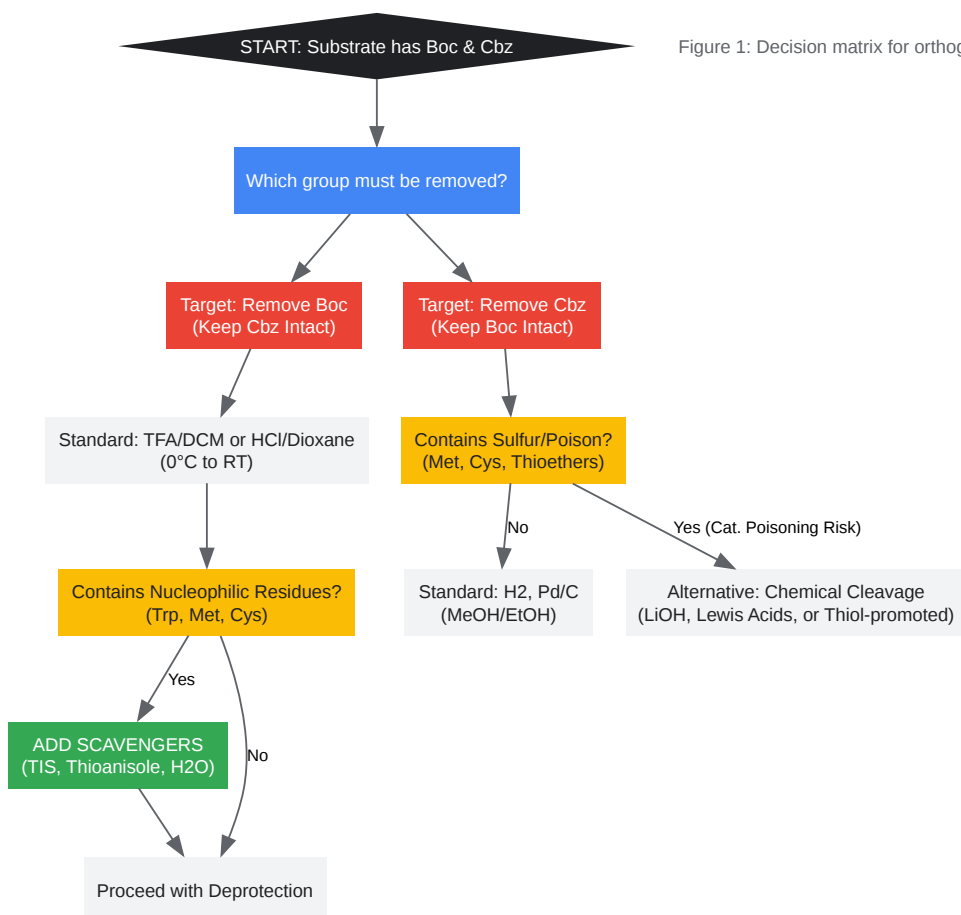 START: Substrate has Boc & Cbz
Figure 1: Decision matrix for
Which group must be removed?
Target: Remove Boc
(Keep Cbz Intact)
Target: Remove Cbz
(Keep Boc Intact)
Standard: TFA/DCM or HCl/Dioxane
(0°C to RT)
Contains Sulfur/Poison?
(Met, Cys, Thioethers)
No
Yes (Cat. Poisoning Risk)
Contains Nucleophilic Residues?
(Trp, Met, Cys)
Standard: H2, Pd/C
(MeOH/EtOH)
Alternative: Chemical Cleavage
(LiOH, Lewis Acids, or Thiol-promoted)
Yes
No
ADD SCAVENGERS
(TIS, Thioanisole, H2O)
Proceed with Deprotection